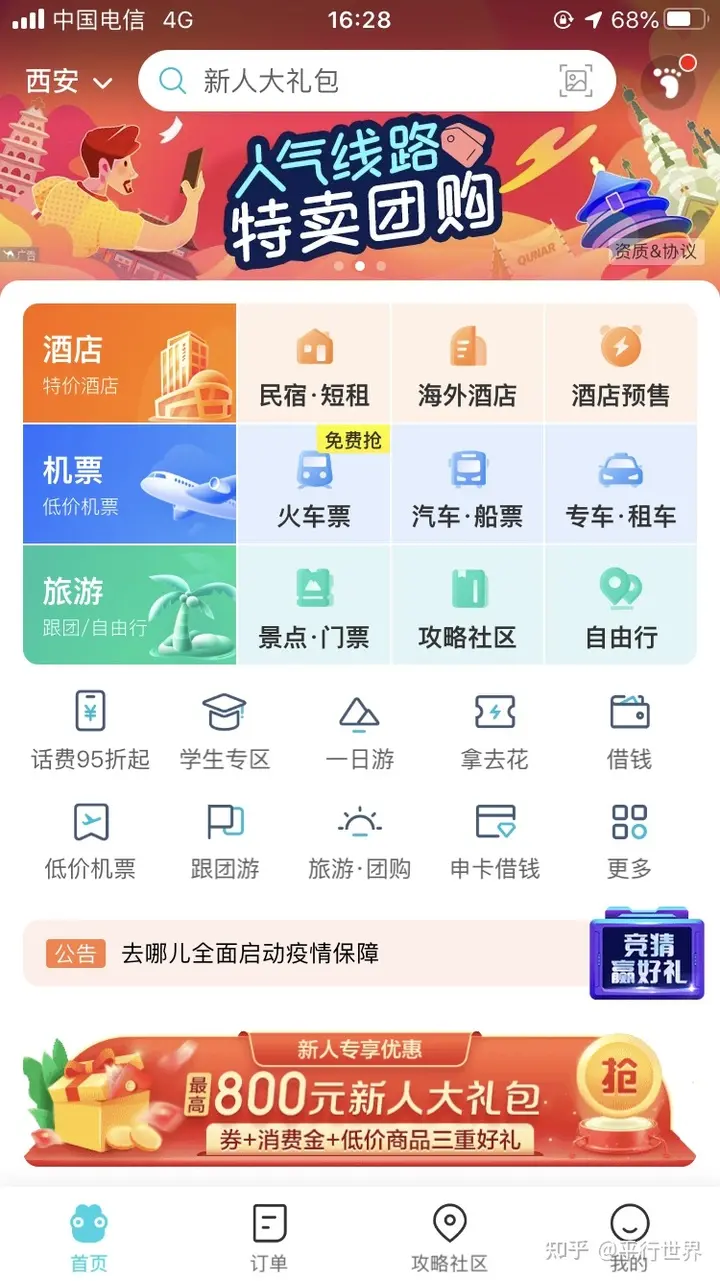 中国电信 4G 16:28 68%
西安 新人大礼包
人气线路
特卖团购
QUNAR
广告
资质&协议
酒店
特价酒店
民宿·短租 海外酒店 酒店预售
机票
低价机票
免费抢
火车票 汽车·船票 专车·租车
旅游
跟团/自由行
景点·门票 攻略社区 自由行
话费95折起 学生专区 一日游 拿去花 借钱
低价机票 跟团游 旅游·团购 申卡借钱 更多
公告 去哪儿全面启动疫情保障
竞猜
赢好礼
新人专享优惠
最高800元新人大礼包
抢
券+消费金+低价商品三重好礼
首页 订单 攻略社区 我的
知乎 @平行世界